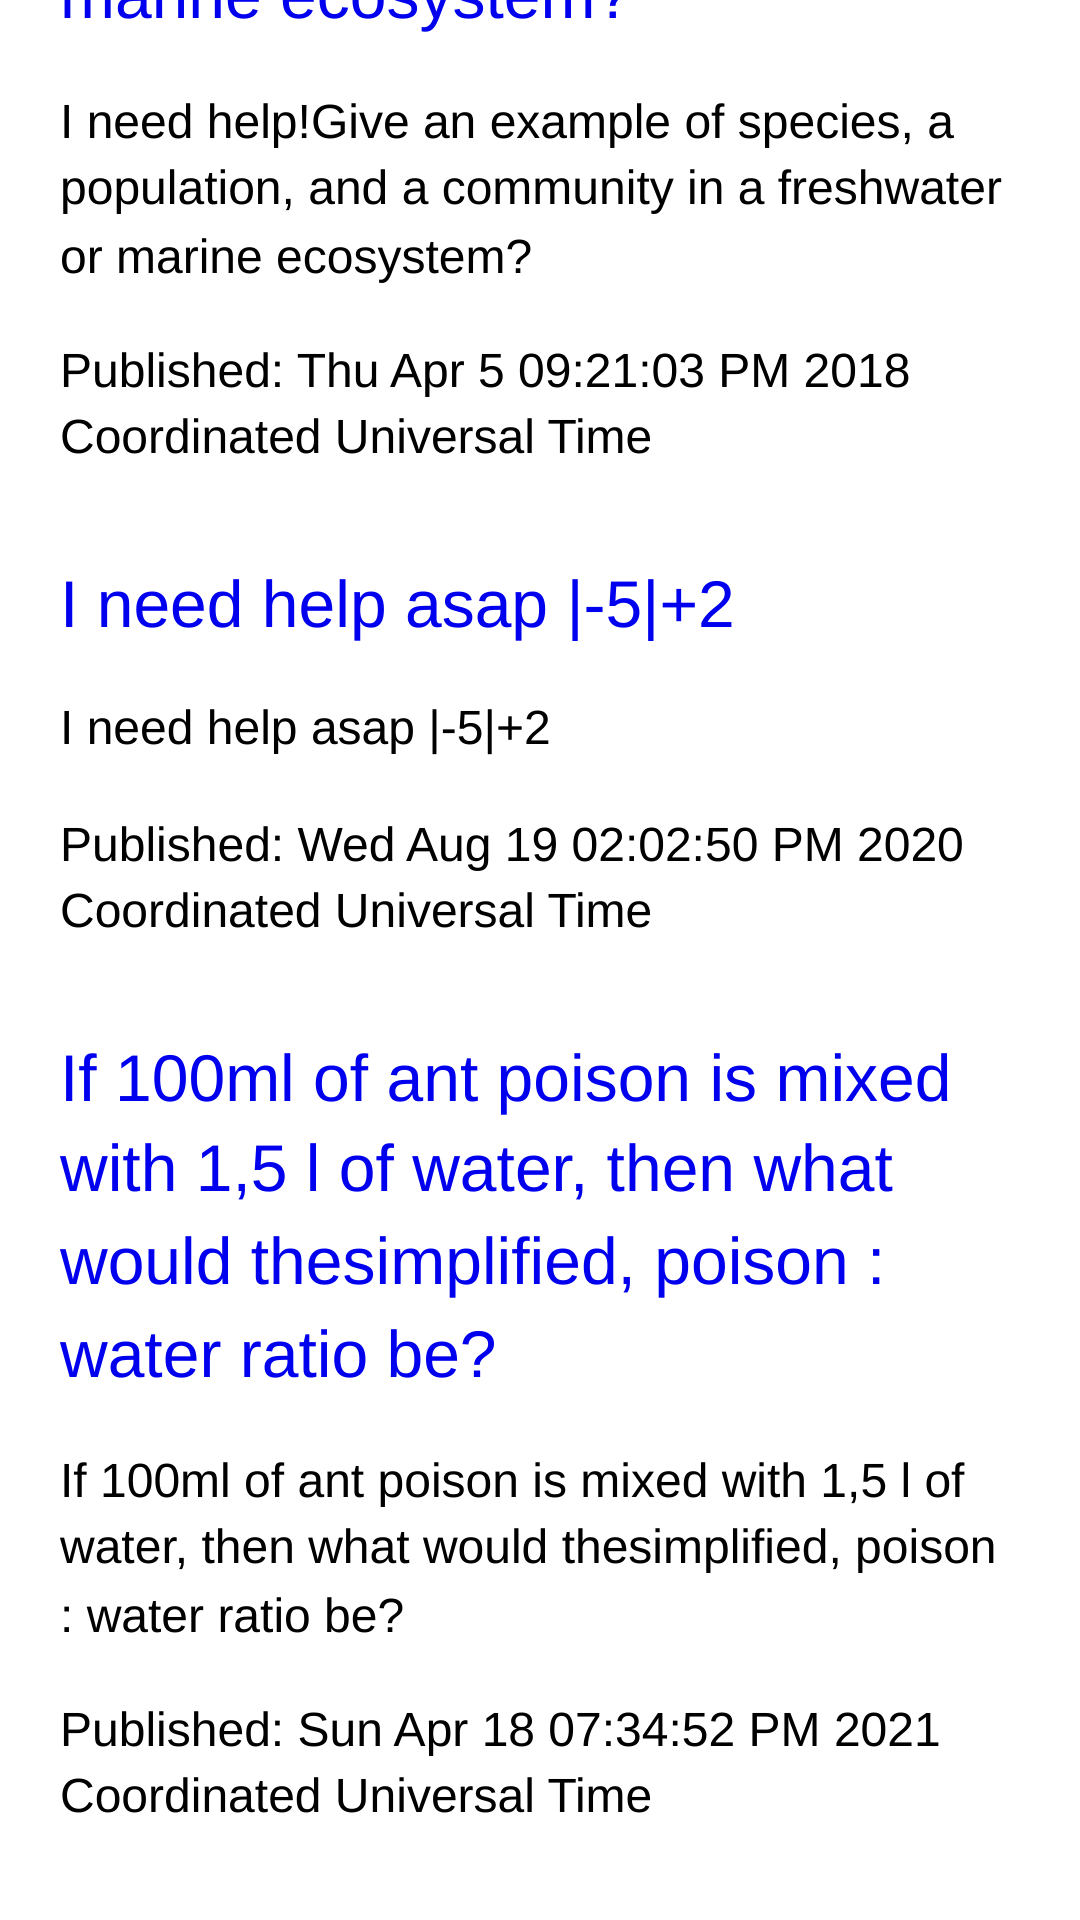 marine ecosystem?
I need help!Give an example of species, a
population, and a community in a freshwater
or marine ecosystem?
Published: Thu Apr 5 09:21:03 PM 2018
Coordinated Universal Time
I need help asap |-5|+2
I need help asap |-5|+2
Published: Wed Aug 19 02:02:50 PM 2020
Coordinated Universal Time
If 100ml of ant poison is mixed
with 1,5 l of water, then what
would thesimplified, poison :
water ratio be?
If 100ml of ant poison is mixed with 1,5 l of
water, then what would thesimplified, poison
: water ratio be?
Published: Sun Apr 18 07:34:52 PM 2021
Coordinated Universal Time